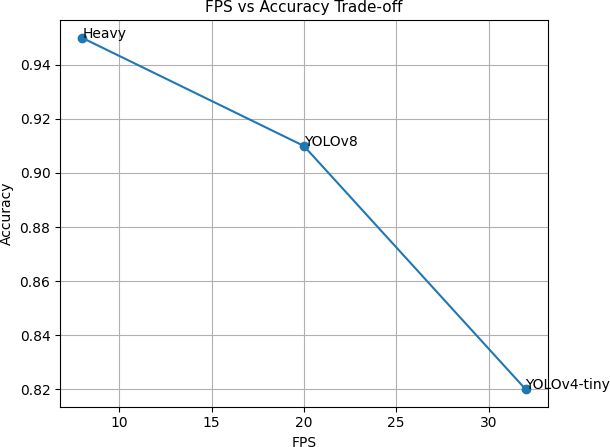 FPS vs Accuracy Trade-off
Heavy
YOLOv8
YOLOv4-tiny
Accuracy
0.94
0.92
0.90
0.88
0.86
0.84
0.82
10 15 20 25 30
FPS